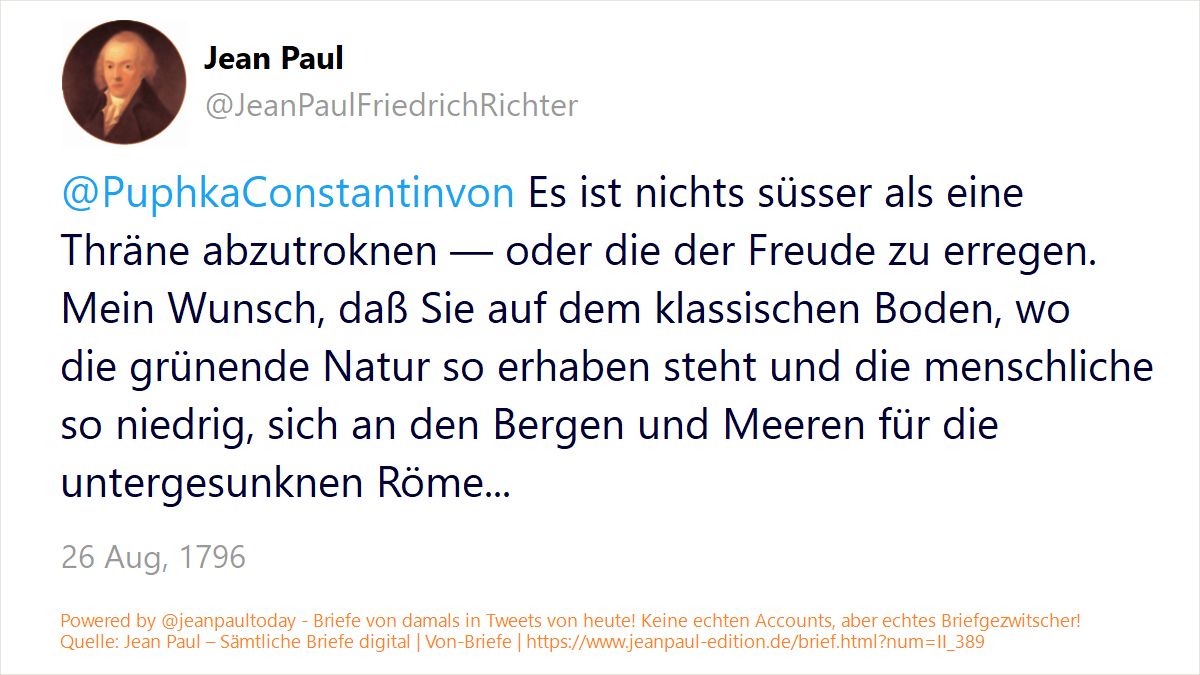 Jean Paul
@JeanPaulFriedrichRichter
@PuphkaConstantinvon Es ist nichts süsser als eine
Thräne abzutroknen — oder die der Freude zu erregen.
Mein Wunsch, daß Sie auf dem klassischen Boden, wo
die grünende Natur so erhaben steht und die menschliche
so niedrig, sich an den Bergen und Meeren für die
untergesunknen Röme...
26 Aug, 1796
Powered by @jeanpaultoday - Briefe von damals in Tweets von heute! Keine echten Accounts, aber echtes Briefgezwitscher!
Quelle: Jean Paul – Sämtliche Briefe digital | Von-Briefe | https://www.jeanpaul-edition.de/brief.html?num=II_389